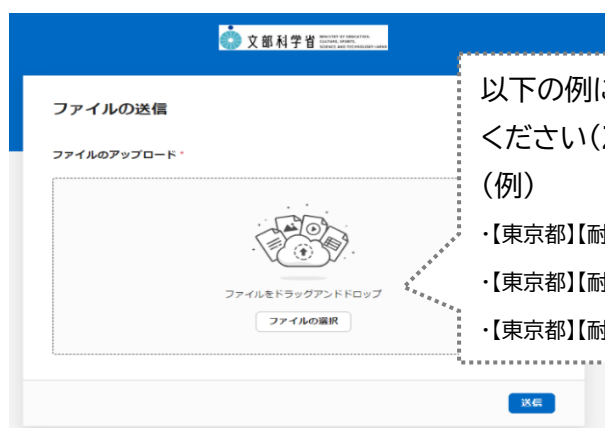 文部科学省
MINISTRY OF EDUCATION,
CULTURE, SPORTS,
SCIENCE AND TECHNOLOGY-JAPAN
ファイルの送信
ファイルのアップロード *
ファイルをドラッグアンドドロップ
ファイルの選択
送信
以下の例に
ください(
(例)
・【東京都】【耐
・【東京都】【耐
・【東京都】【耐